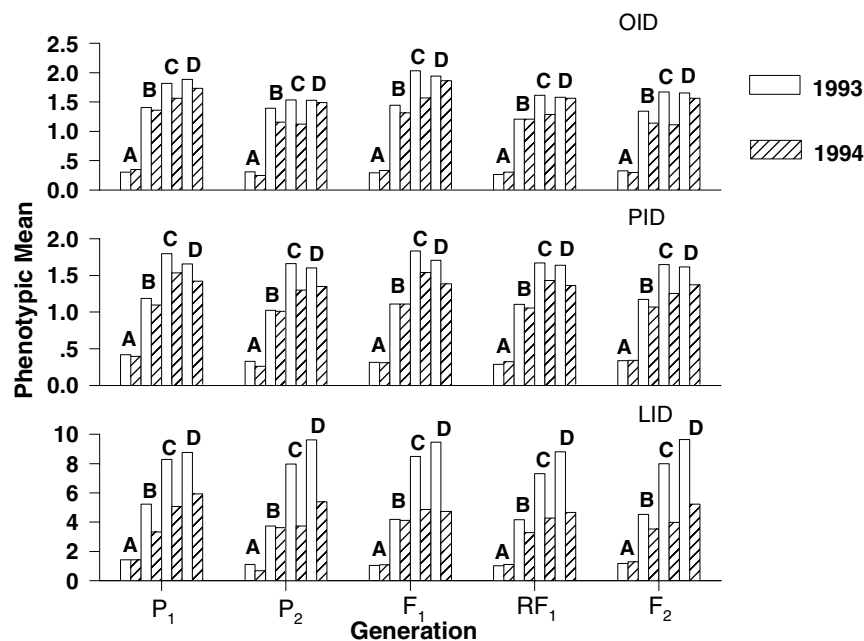 OID
2.5
2.0
1.5
1.0
.5
0.0
A B C D A B C D A B C D A B C D A B C D
1993
1994
PID
2.0
1.5
1.0
.5
0.0
A B C D A B C D A B C D A B C D A B C D
LID
10
8
6
4
2
0
A B C D A B C D A B C D A B C D A B C D
Phenotypic Mean
P1 P2 F1 RF1 F2
Generation